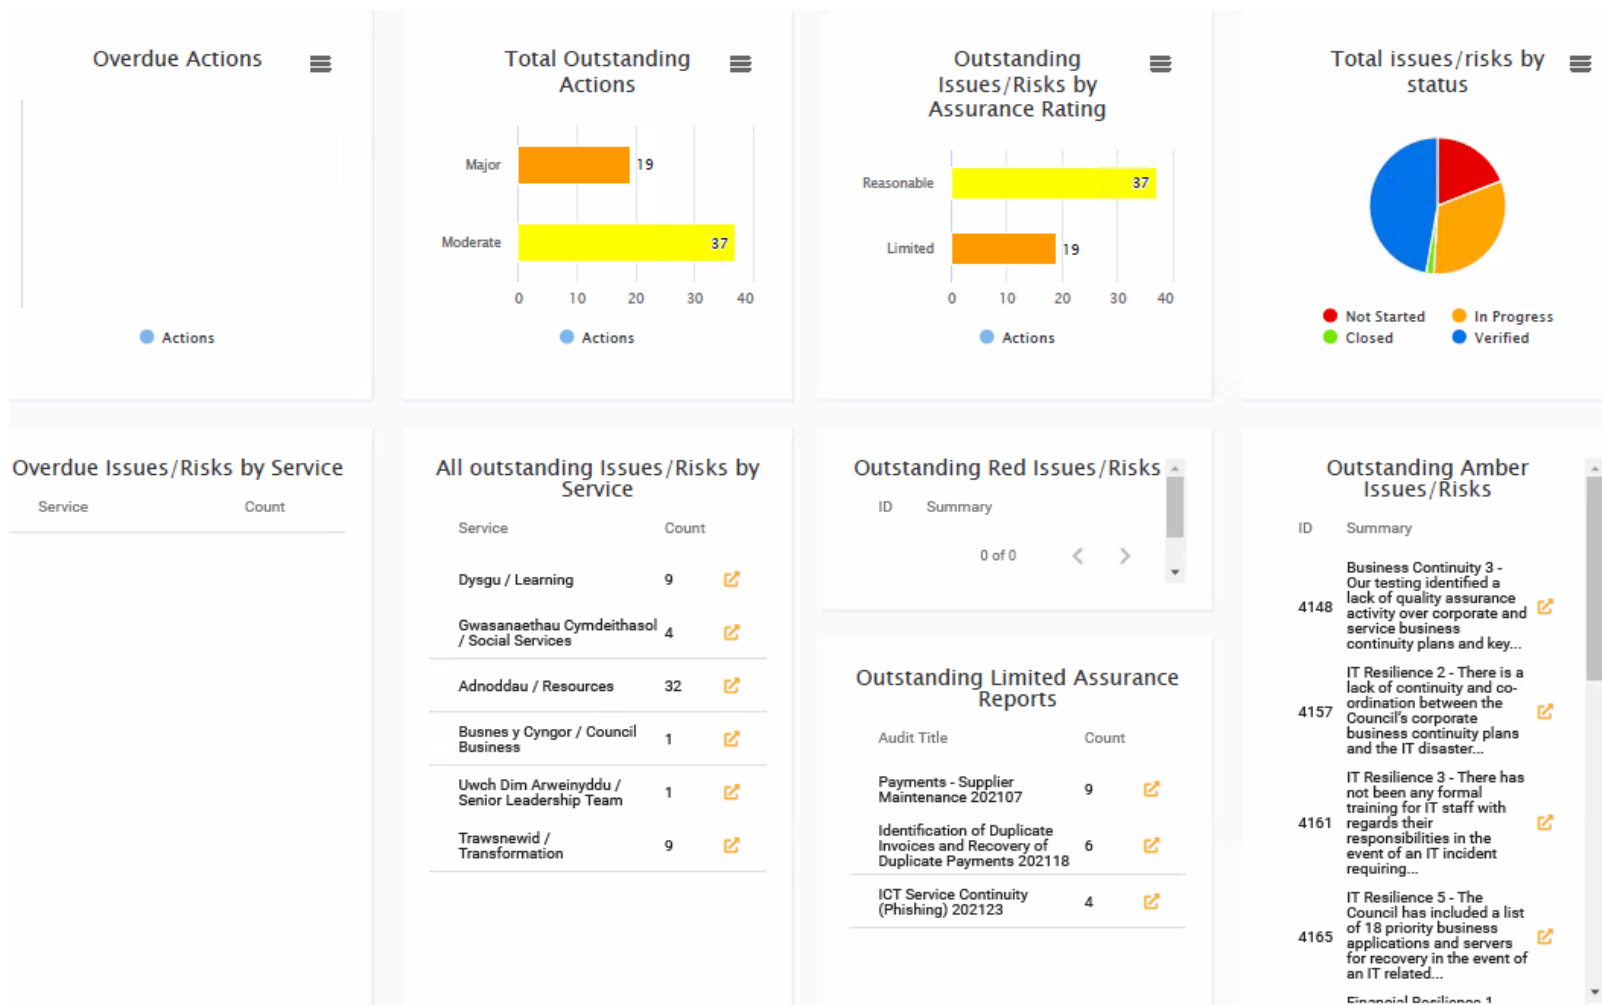 Overdue Actions
Actions
Total Outstanding
Actions
Major
19
Moderate
37
0 10 20 30 40
Actions
Outstanding
Issues/Risks by
Assurance Rating
Reasonable
37
Limited
19
0 10 20 30 40
Actions
Total issues/risks by
status
Not Started In Progress
Closed Verified
Overdue Issues/Risks by Service
Service Count
All outstanding Issues/Risks by
Service
Service Count
Dysgu / Learning 9
Gwasanaethau Cymdeithasol
/ Social Services 4
Adnoddau / Resources 32
Busnes y Cyngor / Council
Business 1
Uwch Dim Arweinyddu /
Senior Leadership Team 1
Trawsnewid /
Transformation 9
Outstanding Red Issues/Risks
ID Summary
0 of 0
Outstanding Limited Assurance
Reports
Audit Title Count
Payments - Supplier
Maintenance 202107 9
Identification of Duplicate
Invoices and Recovery of 6
Duplicate Payments 202118
ICT Service Continuity
(Phishing) 202123 4
Outstanding Amber
Issues/Risks
ID Summary
Business Continuity 3 -
Our testing identified a
lack of quality assurance
4148 activity over corporate and
service business
continuity plans and key...
IT Resilience 2 - There is a
lack of continuity and co-
ordination between the
4157 Council's corporate
business continuity plans
and the IT disaster...
IT Resilience 3 - There has
not been any formal
training for IT staff with
4161 regards their
responsibilities in the
event of an IT incident
requiring...
IT Resilience 5 - The
Council has included a list
of 18 priority business
4165 applications and servers
for recovery in the event of
an IT related...
Financial Resilience 1